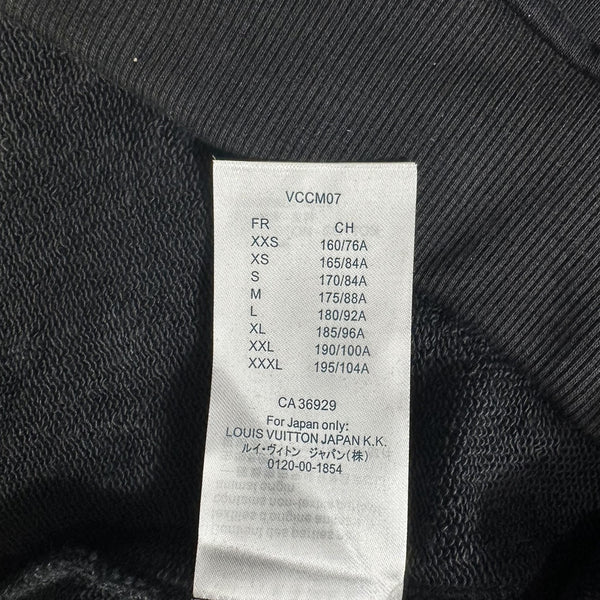 VCCM07
FR CH
XXS 160/76A
XS 165/84A
S 170/84A
M 175/88A
L 180/92A
XL 185/96A
XXL 190/100A
XXXL 195/104A
CA 36929
For Japan only:
LOUIS VUITTON JAPAN K.K.
ルイ・ヴィトン ジャパン(株)
0120-00-1854